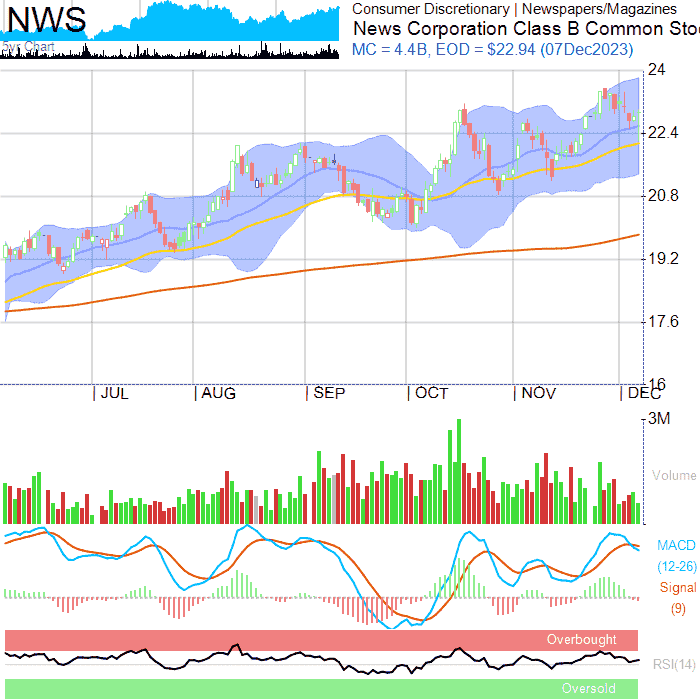 NWS
5yrs Chart
Consumer Discretionary | Newspapers/Magazines
News Corporation Class B Common Sto
MC = 4.4B, EOD = $22.94 (07Dec2023)
24
22.4
20.8
19.2
17.6
16
JUL AUG SEP OCT NOV DEC
3M
Volume
MACD
(12-26)
Signal
(9)
Overbought
RSI(14)
Oversold